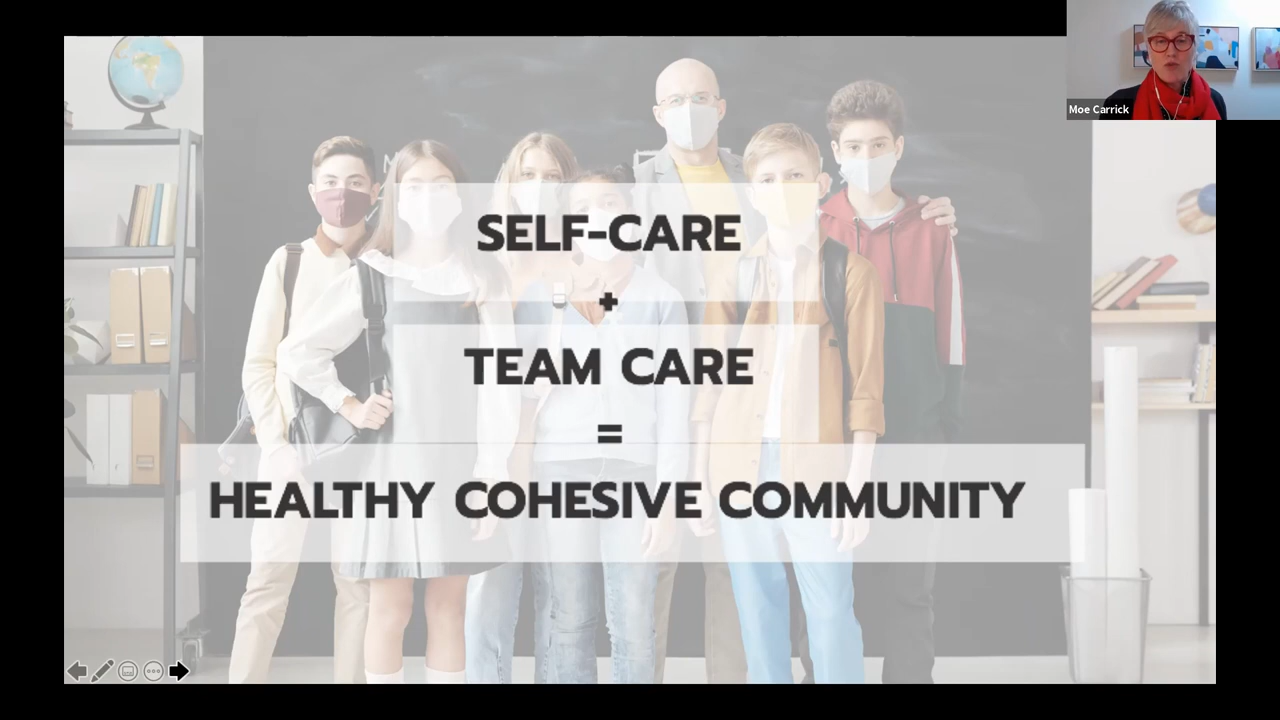 Moe Carrick
SELF-CARE
+
TEAM CARE
=
HEALTHY COHESIVE COMMUNITY